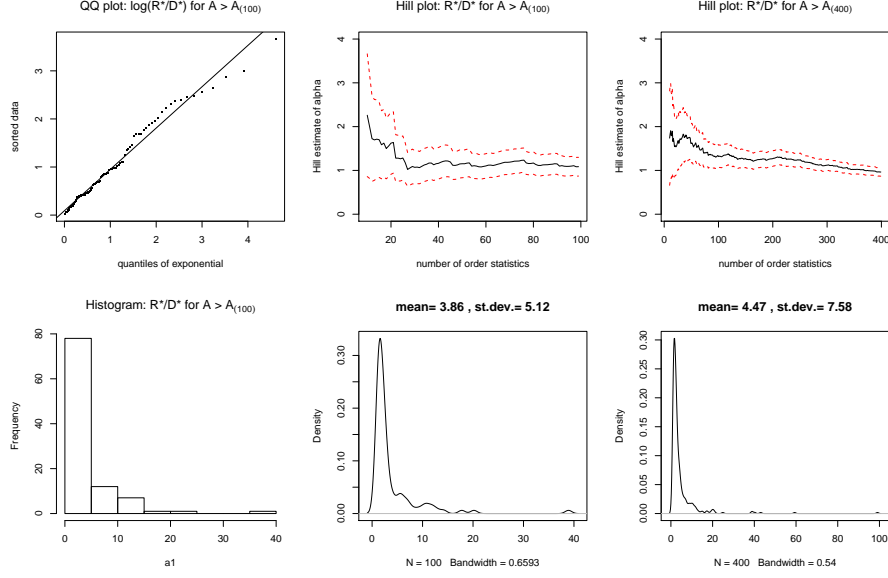 QQ plot: log(R*/D*) for A > A(100)
sorted data
0 1 2 3
0 1 2 3 4
quantiles of exponential
Hill plot: R*/D* for A > A(100)
Hill estimate of alpha
0 1 2 3 4
20 40 60 80 100
number of order statistics
Hill plot: R*/D* for A > A(400)
Hill estimate of alpha
0 1 2 3 4
0 100 200 300 400
number of order statistics
Histogram: R*/D* for A > A(100)
Frequency
0 20 40 60 80
0 10 20 30 40
a1
mean= 3.86 , st.dev.= 5.12
Density
0.00 0.10 0.20 0.30
0 10 20 30 40
N = 100 Bandwidth = 0.6593
mean= 4.47 , st.dev.= 7.58
Density
0.00 0.05 0.10 0.15 0.20 0.25 0.30
0 20 40 60 80 100
N = 400 Bandwidth = 0.54